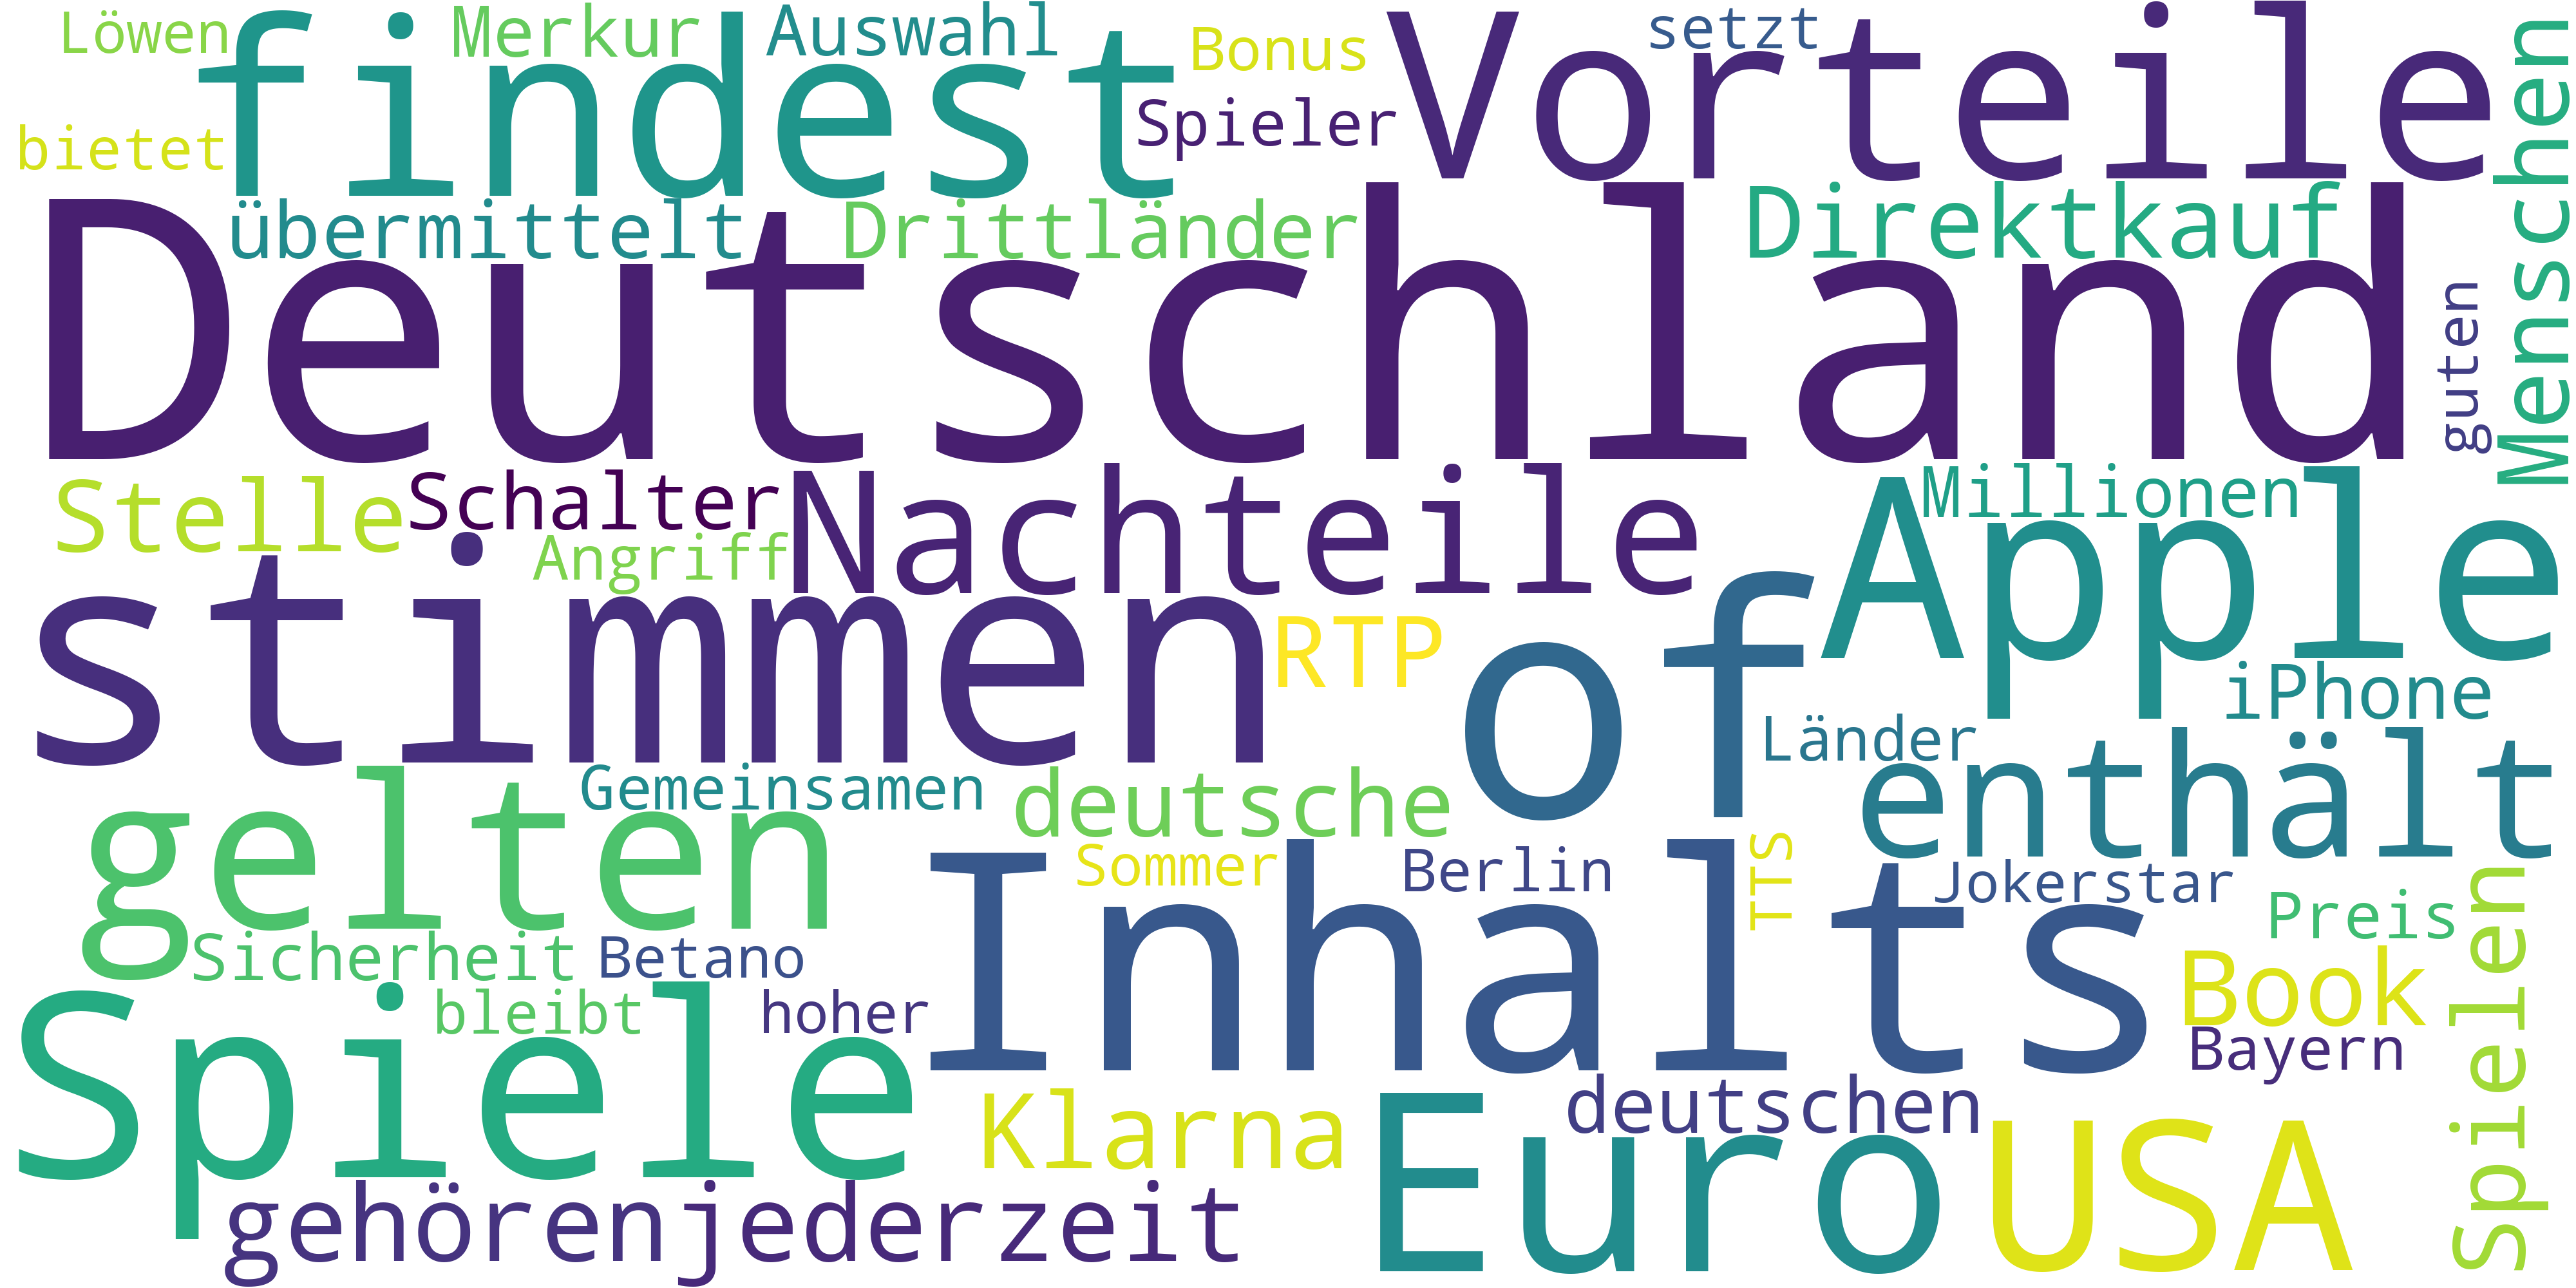 Löwen
Merkur
Auswahl
Bonus
setzt
findest
Vorteile
Spieler
bietet
Menschen
übermittelt
Drittländer
Direktkauf
Deutschland
guten
Stelle
Schalter
Nachteile
Millionen
Apple
Angriff
stimmen
of
RTP
iPhone
Länder
enthält
gelten
Gemeinsamen
deutsche
Sommer
Berlin
TTS
Jokerstar
Preis
Inhalts
Spielen
Sicherheit
Betano
Book
bleibt
hoher
Spiele
Bayern
Klarna
deutschen
Euro
USA
gehören
jederzeit